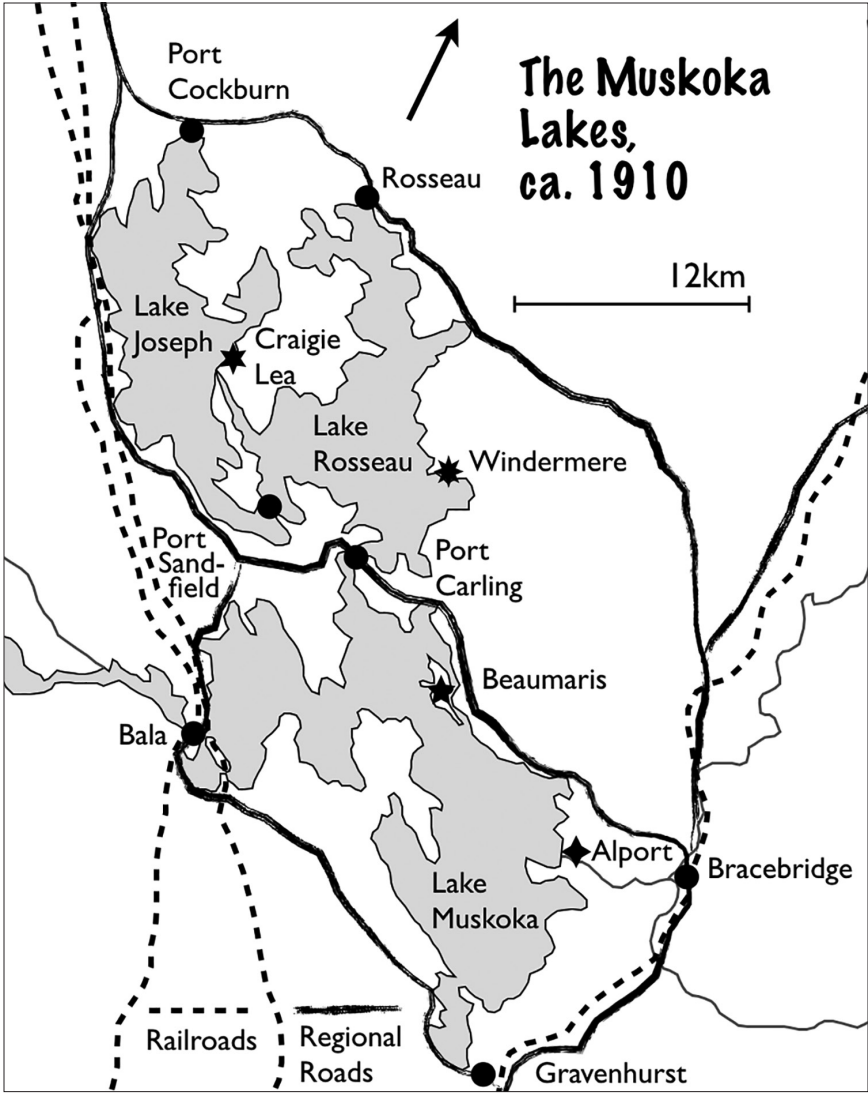 The Muskoka
Lakes,
ca. 1910
Port
Cockburn
Rosseau
12km
Lake
Joseph
Craigie
Lea
Lake
Rosseau
Windermere
Port
Sand-
field
Port
Carling
Beaumaris
Bala
Alport
Bracebridge
Lake
Muskoka
Railroads
Regional
Roads
Gravenhurst